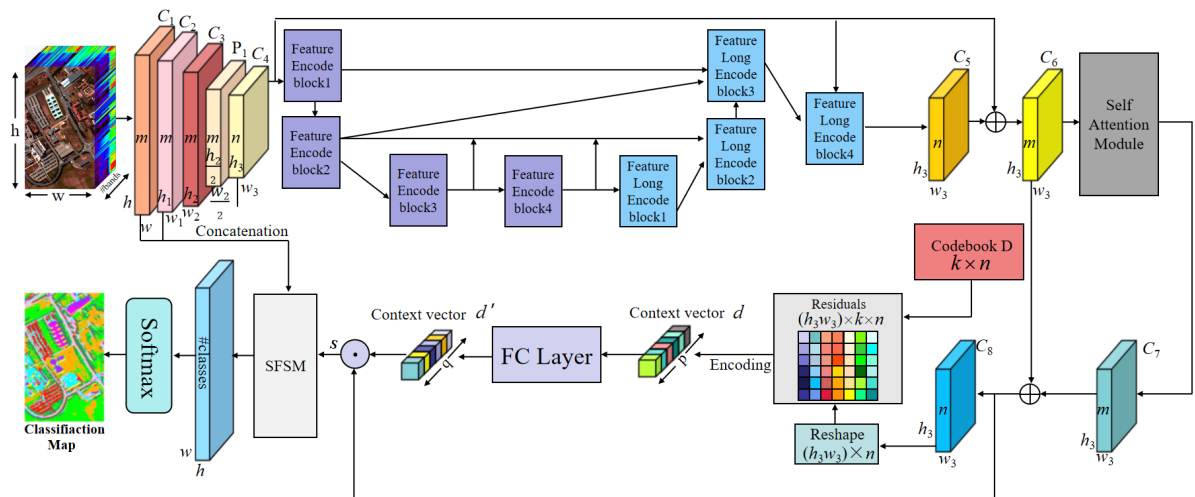 C₁
C₂
C₃
P₁
C₄
h
w
#bands
m
m
m
m
n
h
w
h₁
w₁
h₂
w₂
h₂
2
w₂
2
h₃
w₃
Feature
Encode
block1
Feature
Encode
block2
Feature
Encode
block3
Feature
Encode
block4
Feature
Long
Encode
block1
Feature
Long
Encode
block2
Feature
Long
Encode
block3
Feature
Long
Encode
block4
C₅
n
h₃
w₃
C₆
m
h₃
w₃
Self
Attention
Module
Concatenation
Codebook D
k×n
Classifiaction
Map
Softmax
#classes
w
h
SFSM
s
Context vector d′
q
FC Layer
Context vector d
p
Encoding
Residuals
(h₃w₃)×k×n
Reshape
(h₃w₃)×n
C₈
n
h₃
w₃
C₇
m
h₃
w₃